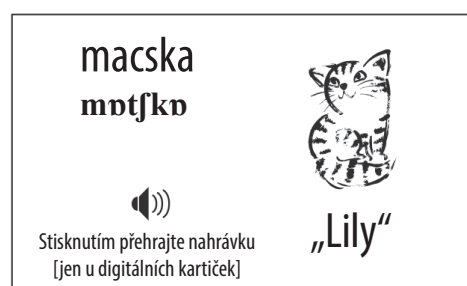 macska
mɒtʃkɒ
Stisknutím přehrajte nahrávku
[jen u digitálních kartiček]
„Lily“